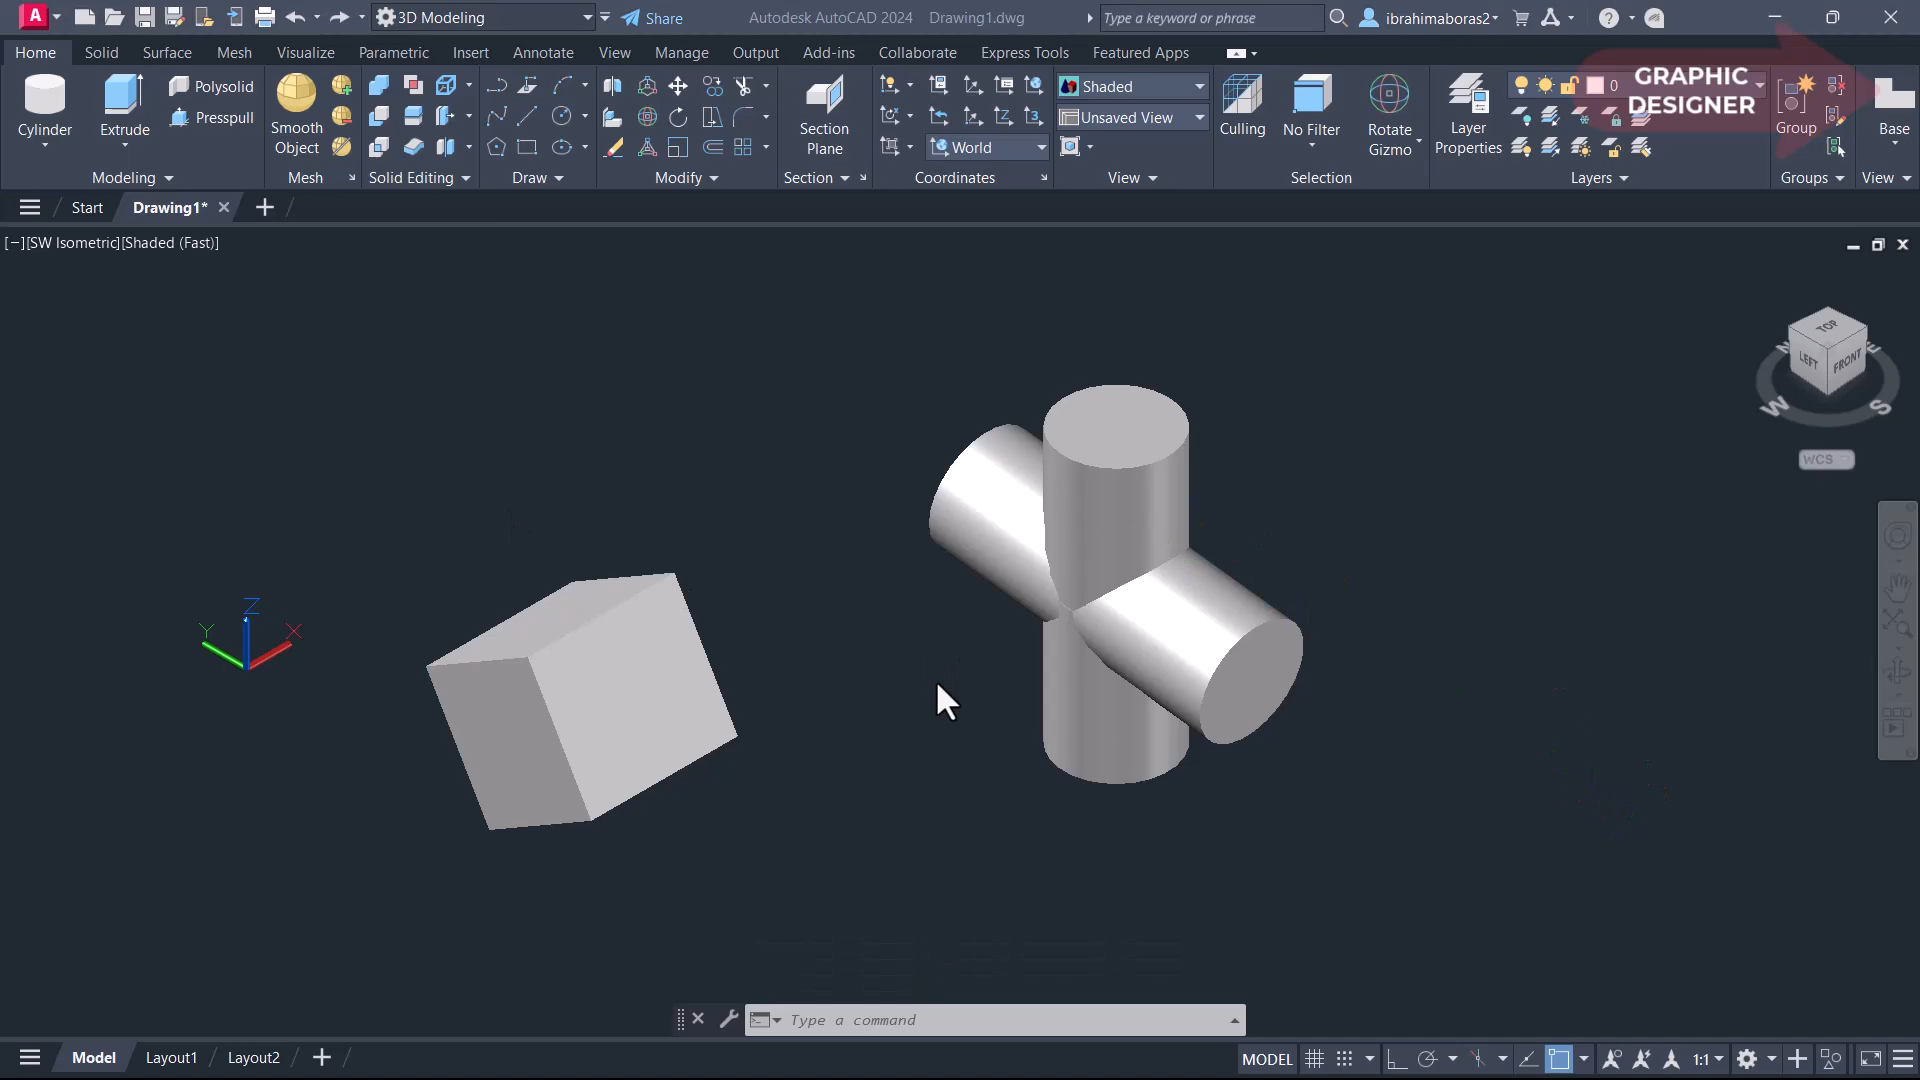 A 3D Modeling Share Autodesk AutoCAD 2024 Drawing1.dwg Type a keyword or phrase ibrahimaboras2
Home Solid Surface Mesh Visualize Parametric Insert Annotate View Manage Output Add-ins Collaborate Express Tools Featured Apps
GRAPHIC
DESIGNER
Polysolid
Presspull
Cylinder
Extrude
Smooth
Object
Section
Plane
World
Shaded
Unsaved View
Culling
No Filter
Rotate
Gizmo
Layer
Properties
0
Group
Base
Modeling Mesh Solid Editing Draw Modify Section Coordinates View Selection Layers Groups View
Start Drawing1*
[−][SW Isometric][Shaded (Fast)]
TOP
LEFT FRONT
N E
W S
WCS
Z
Y X
Type a command
Model Layout1 Layout2
MODEL 1:1